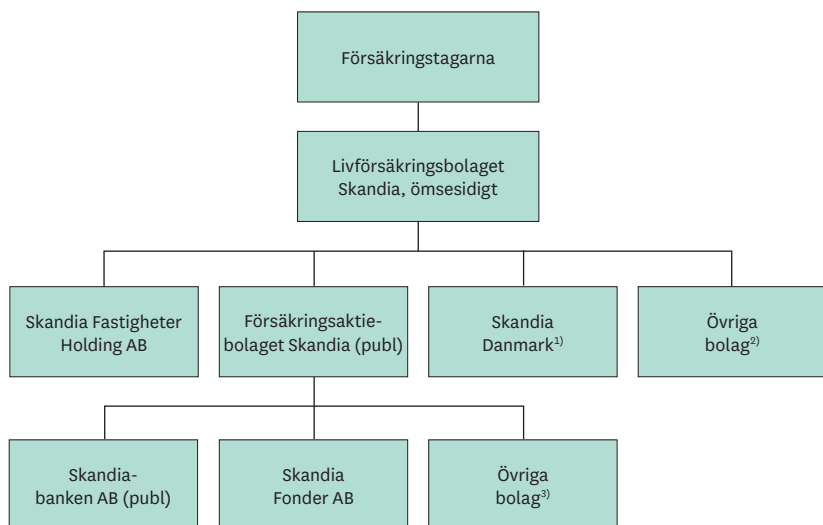 Försäkringstagarna
Livförsäkringsbolaget
Skandia, ömsesidigt
Skandia Fastigheter
Holding AB
Försäkringsaktie-
bolaget Skandia (publ)
Skandia
Danmark1)
Övriga
bolag2)
Skandia-
banken AB (publ)
Skandia
Fonder AB
Övriga
bolag3)